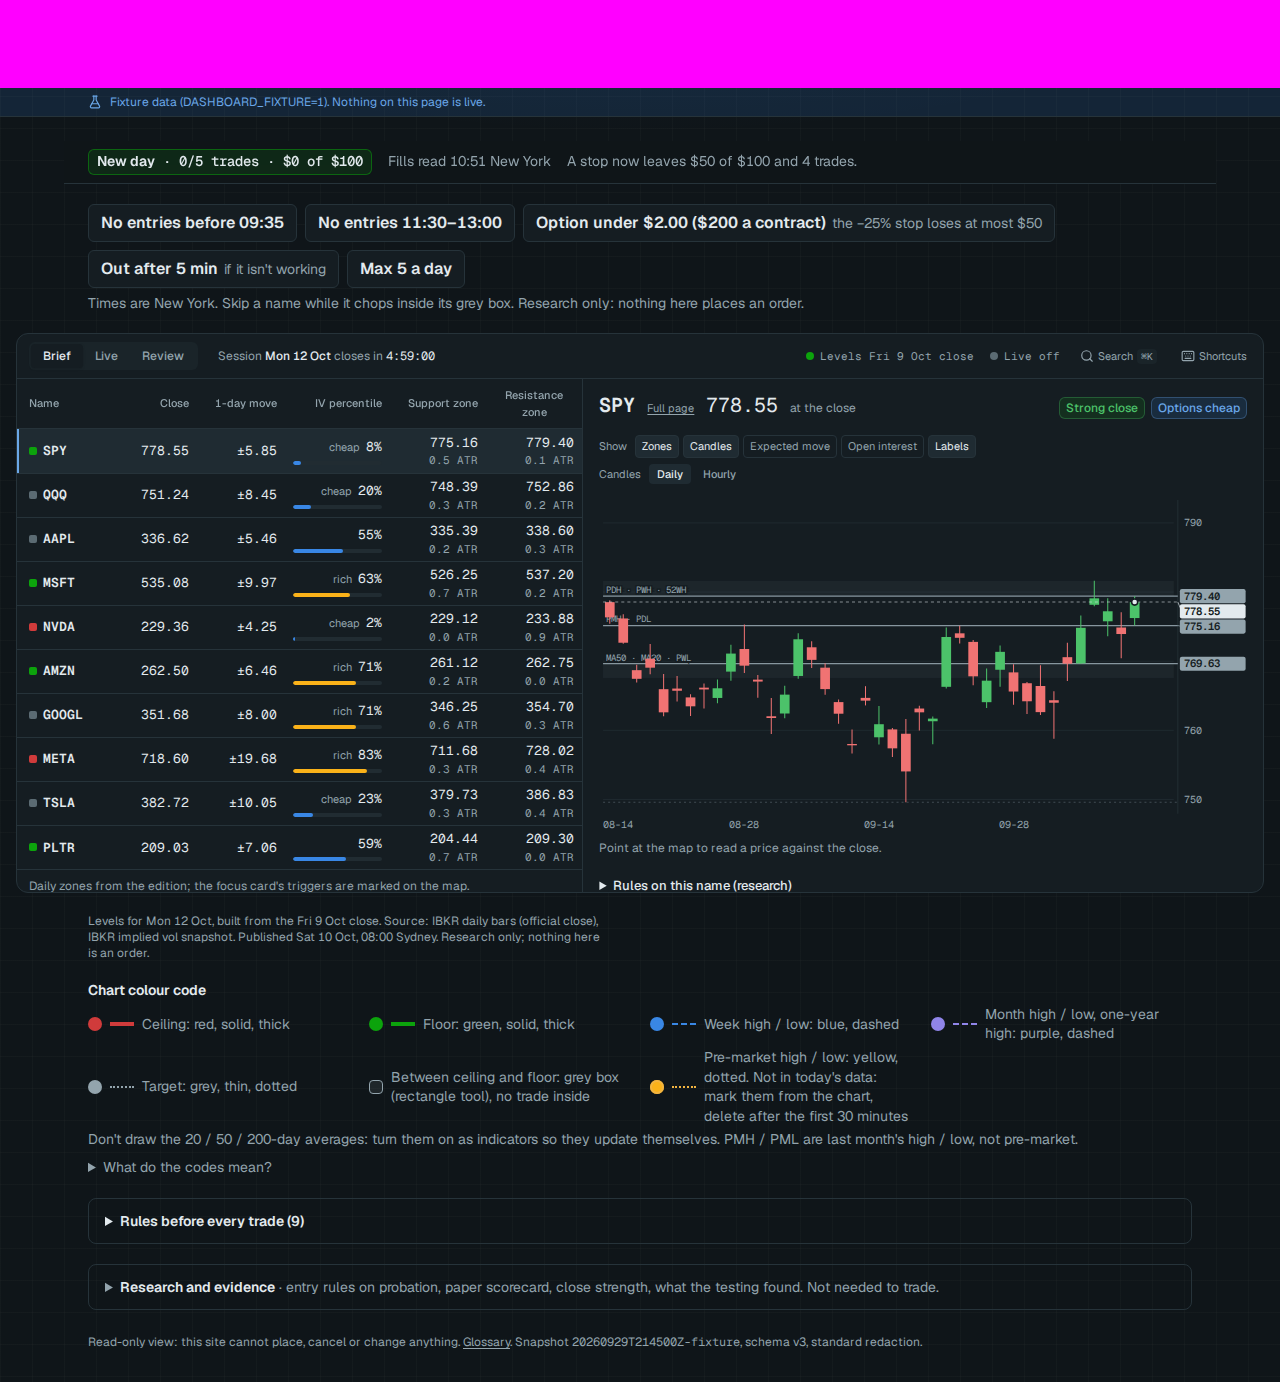 Fixture data (DASHBOARD_FIXTURE=1). Nothing on this page is live.
New day · 0/5 trades · $0 of $100 Fills read 10:51 New York A stop now leaves $50 of $100 and 4 trades.
No entries before 09:35 No entries 11:30–13:00 Option under $2.00 ($200 a contract) the −25% stop loses at most $50
Out after 5 min if it isn't working Max 5 a day
Times are New York. Skip a name while it chops inside its grey box. Research only: nothing here places an order.
Brief Live Review Session Mon 12 Oct closes in 4:59:00 Levels Fri 9 Oct close Live off Search ⌘K Shortcuts
Name Close 1-day move IV percentile Support zone Resistance zone
SPY 778.55 ±5.85 cheap 8% 775.16 779.40
0.5 ATR 0.1 ATR
QQQ 751.24 ±8.45 cheap 20% 748.39 752.86
0.3 ATR 0.2 ATR
AAPL 336.62 ±5.46 55% 335.39 338.60
0.2 ATR 0.3 ATR
MSFT 535.08 ±9.97 rich 63% 526.25 537.20
0.7 ATR 0.2 ATR
NVDA 229.36 ±4.25 cheap 2% 229.12 233.88
0.0 ATR 0.9 ATR
AMZN 262.50 ±6.46 rich 71% 261.12 262.75
0.2 ATR 0.0 ATR
GOOGL 351.68 ±8.00 rich 71% 346.25 354.70
0.6 ATR 0.3 ATR
META 718.60 ±19.68 rich 83% 711.68 728.02
0.3 ATR 0.4 ATR
TSLA 382.72 ±10.05 cheap 23% 379.73 386.83
0.3 ATR 0.4 ATR
PLTR 209.03 ±7.06 59% 204.44 209.30
0.7 ATR 0.0 ATR
Daily zones from the edition; the focus card's triggers are marked on the map.
SPY Full page 778.55 at the close Strong close Options cheap
Show Zones Candles Expected move Open interest Labels
Candles Daily Hourly
790
PDH · PWH · 52WH
779.40
778.55
PDL
775.16
MA50 · MA20 · PWL
769.63
760
750
08-14 08-28 09-14 09-28
Point at the map to read a price against the close.
Rules on this name (research)
Levels for Mon 12 Oct, built from the Fri 9 Oct close. Source: IBKR daily bars (official close),
IBKR implied vol snapshot. Published Sat 10 Oct, 08:00 Sydney. Research only; nothing here
is an order.
Chart colour code
Ceiling: red, solid, thick
Floor: green, solid, thick
Week high / low: blue, dashed
Month high / low, one-year
high: purple, dashed
Target: grey, thin, dotted
Between ceiling and floor: grey box
(rectangle tool), no trade inside
Pre-market high / low: yellow,
dotted. Not in today's data:
mark them from the chart,
delete after the first 30 minutes
Don't draw the 20 / 50 / 200-day averages: turn them on as indicators so they update themselves. PMH / PML are last month's high / low, not pre-market.
What do the codes mean?
Rules before every trade (9)
Research and evidence · entry rules on probation, paper scorecard, close strength, what the testing found. Not needed to trade.
Read-only view: this site cannot place, cancel or change anything. Glossary. Snapshot 20260929T214500Z-fixture, schema v3, standard redaction.